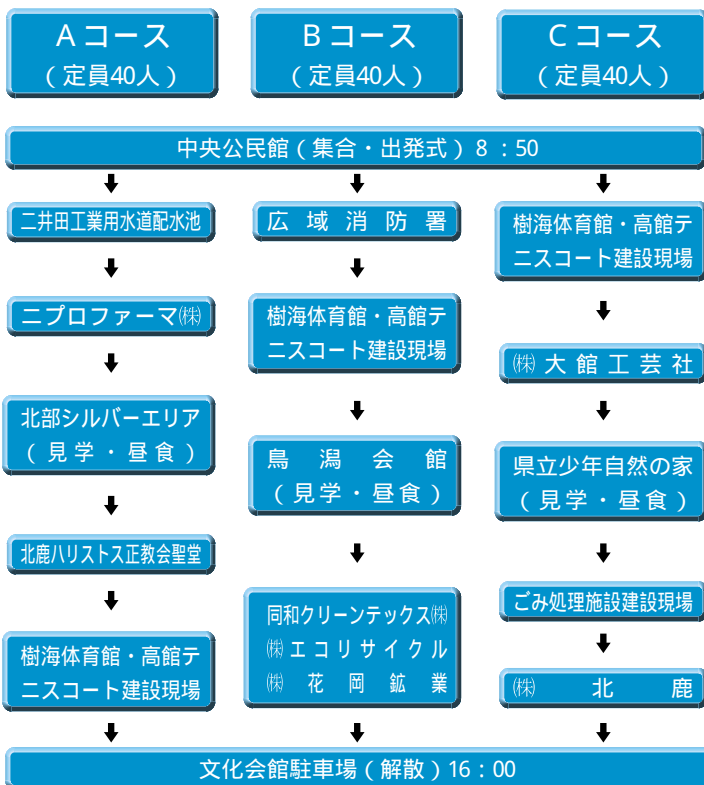 Aコース
(定員40人)
Bコース
(定員40人)
Cコース
(定員40人)
中央公民館(集合・出発式)8:50
二井田工業用水道配水池
ニプロファーマ㈱
北部シルバーエリア
(見学・昼食)
北鹿ハリストス正教会聖堂
樹海体育館・高館テ
ニスコート建設現場
広域消防署
樹海体育館・高館テ
ニスコート建設現場
鳥潟会館
(見学・昼食)
同和クリーンテックス㈱
㈱エコリサイクル
㈱花岡鉱業
樹海体育館・高館テ
ニスコート建設現場
㈱大館工芸社
県立少年自然の家
(見学・昼食)
ごみ処理施設建設現場
㈱北鹿
文化会館駐車場(解散)16:00